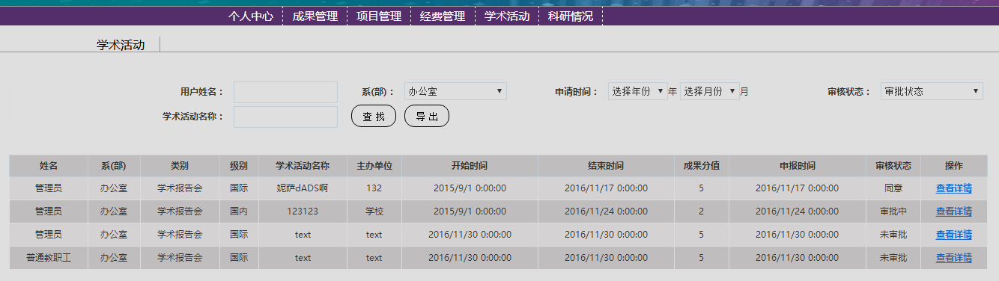 个人中心 成果管理 项目管理 经费管理 学术活动 科研情况
学术活动
用户姓名： 系(部)： 办公室 申请时间： 选择年份 年 选择月份 月 审核状态： 审批状态
学术活动名称： 查 找 导 出
姓名 系(部) 类别 级别 学术活动名称 主办单位 开始时间 结束时间 成果分值 申报时间 审核状态 操作
管理员 办公室 学术报告会 国际 妮萨dADS啊 132 2015/9/1 0:00:00 2016/11/17 0:00:00 5 2016/11/17 0:00:00 同意 查看详情
管理员 办公室 学术报告会 国内 123123 学校 2015/9/1 0:00:00 2016/11/24 0:00:00 2 2016/11/24 0:00:00 审批中 查看详情
管理员 办公室 学术报告会 国际 text text 2016/11/30 0:00:00 2016/11/30 0:00:00 5 2016/11/30 0:00:00 未审批 查看详情
普通教职工 办公室 学术报告会 国际 text text 2016/11/30 0:00:00 2016/11/30 0:00:00 5 2016/11/30 0:00:00 未审批 查看详情